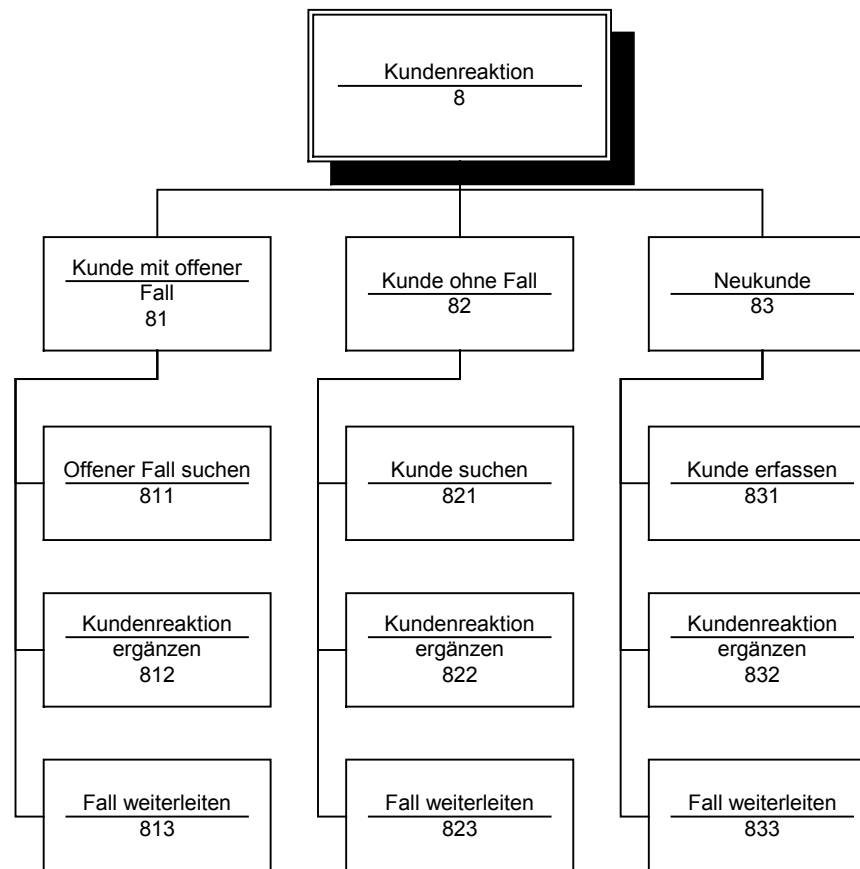 Kundenreaktion
8
Kunde mit offener
Fall
81
Kunde ohne Fall
82
Neukunde
83
Offener Fall suchen
811
Kunde suchen
821
Kunde erfassen
831
Kundenreaktion
ergänzen
812
Kundenreaktion
ergänzen
822
Kundenreaktion
ergänzen
832
Fall weiterleiten
813
Fall weiterleiten
823
Fall weiterleiten
833